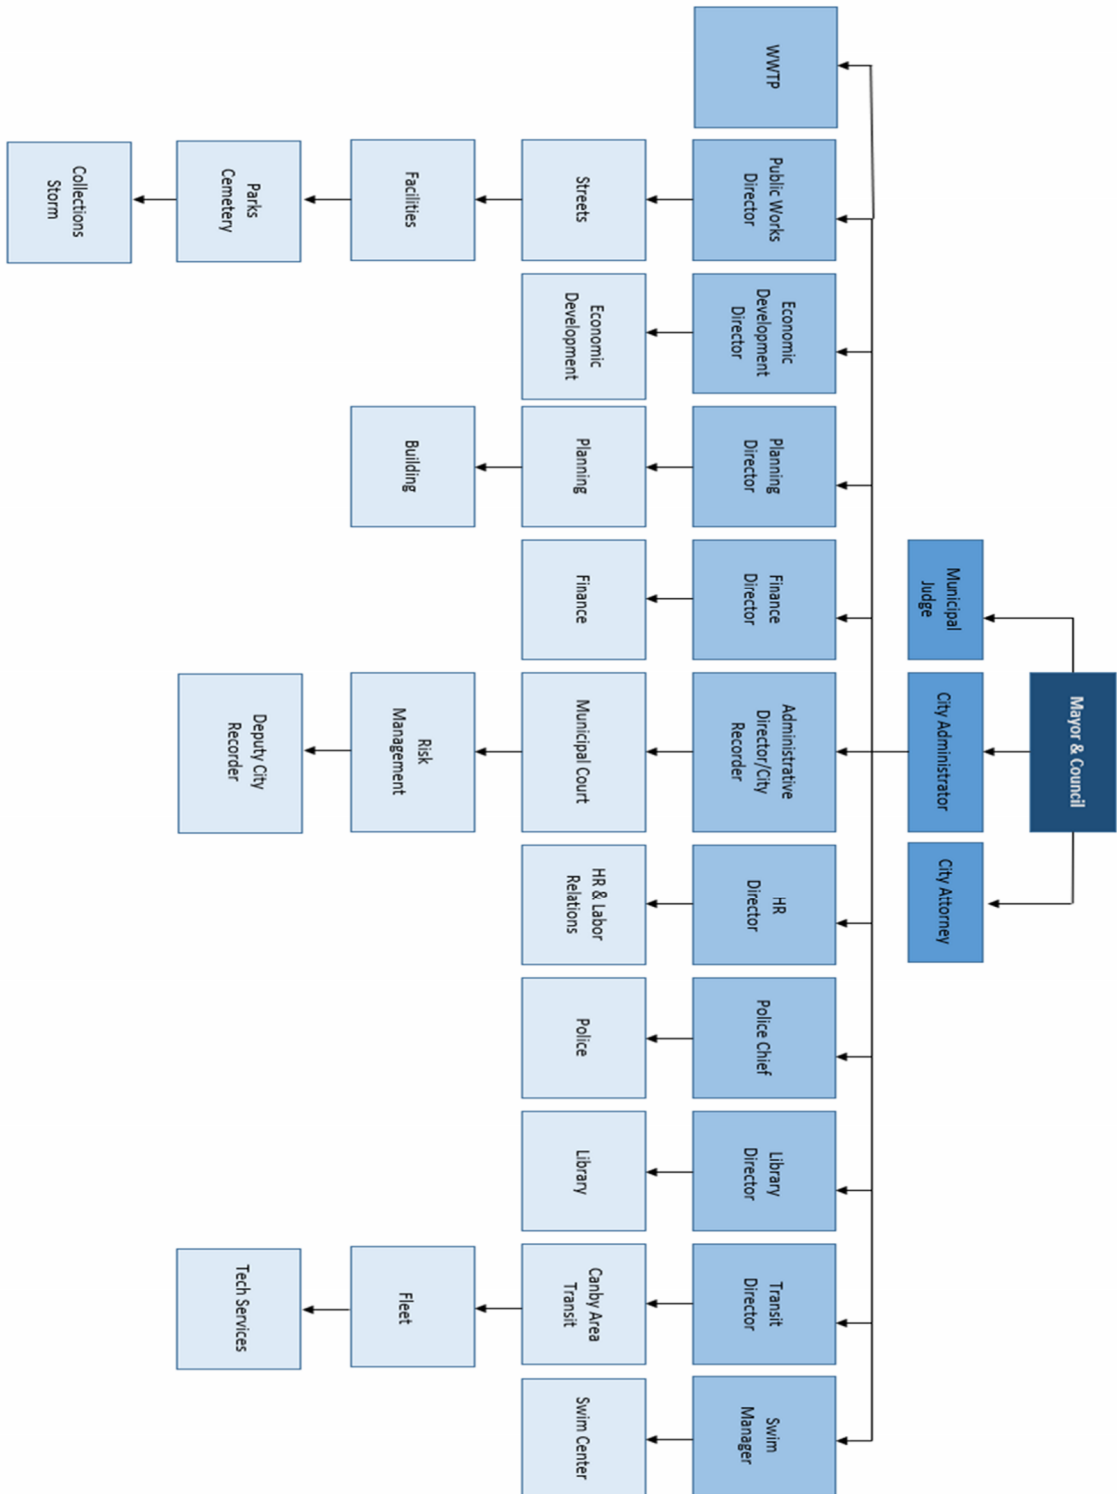 Mayor & Council
Municipal
Judge
City Administrator
City Attorney
WWTP
Public Works
Director
Economic
Development
Director
Planning
Director
Finance
Director
Administrative
Director/City
Recorder
HR
Director
Police Chief
Library
Director
Transit
Director
Swim
Manager
Streets
Economic
Development
Planning
Finance
Municipal Court
HR & Labor
Relations
Police
Library
Canby Area
Transit
Swim Center
Facilities
Building
Risk
Management
Fleet
Parks
Cemetery
Deputy City
Recorder
Tech Services
Collections
Storm